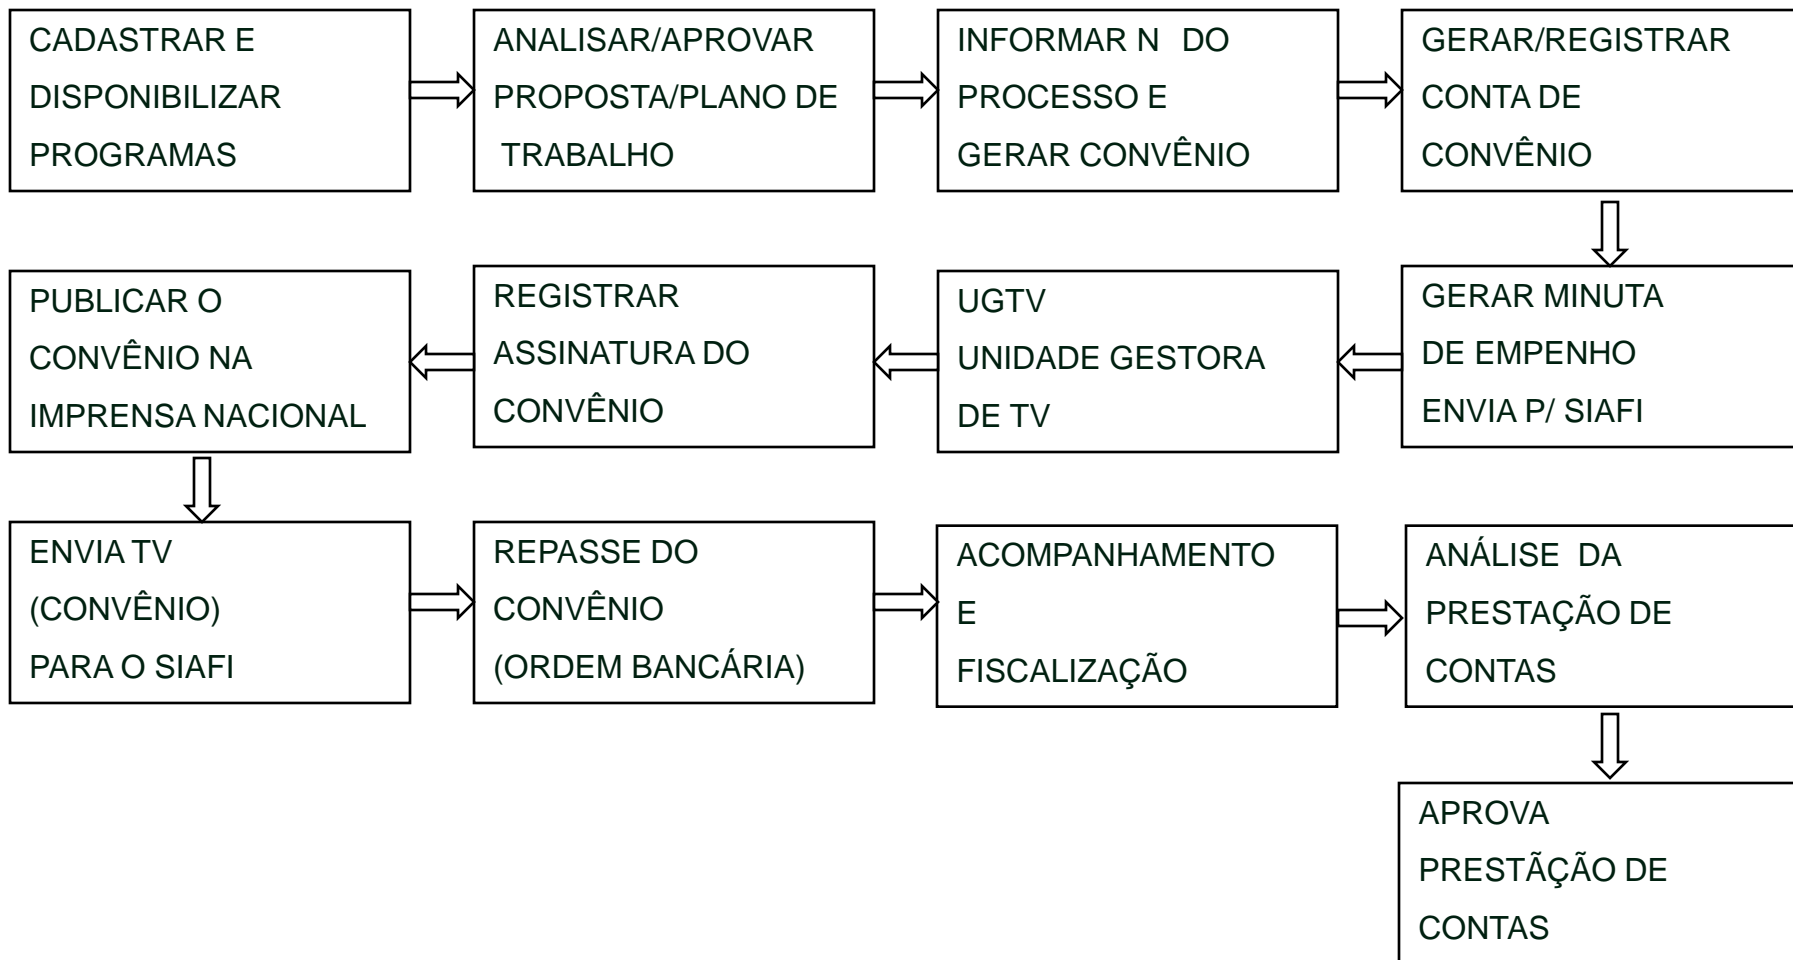 CADASTRAR E
DISPONIBILIZAR
PROGRAMAS
ANALISAR/APROVAR
PROPOSTA/PLANO DE
TRABALHO
INFORMAR N DO
PROCESSO E
GERAR CONVÊNIO
GERAR/REGISTRAR
CONTA DE
CONVÊNIO
GERAR MINUTA
DE EMPENHO
ENVIA P/ SIAFI
UGTV
UNIDADE GESTORA
DE TV
REGISTRAR
ASSINATURA DO
CONVÊNIO
PUBLICAR O
CONVÊNIO NA
IMPRENSA NACIONAL
ENVIA TV
(CONVÊNIO)
PARA O SIAFI
REPASSE DO
CONVÊNIO
(ORDEM BANCÁRIA)
ACOMPANHAMENTO
E
FISCALIZAÇÃO
ANÁLISE DA
PRESTAÇÃO DE
CONTAS
APROVA
PRESTÃÇÃO DE
CONTAS